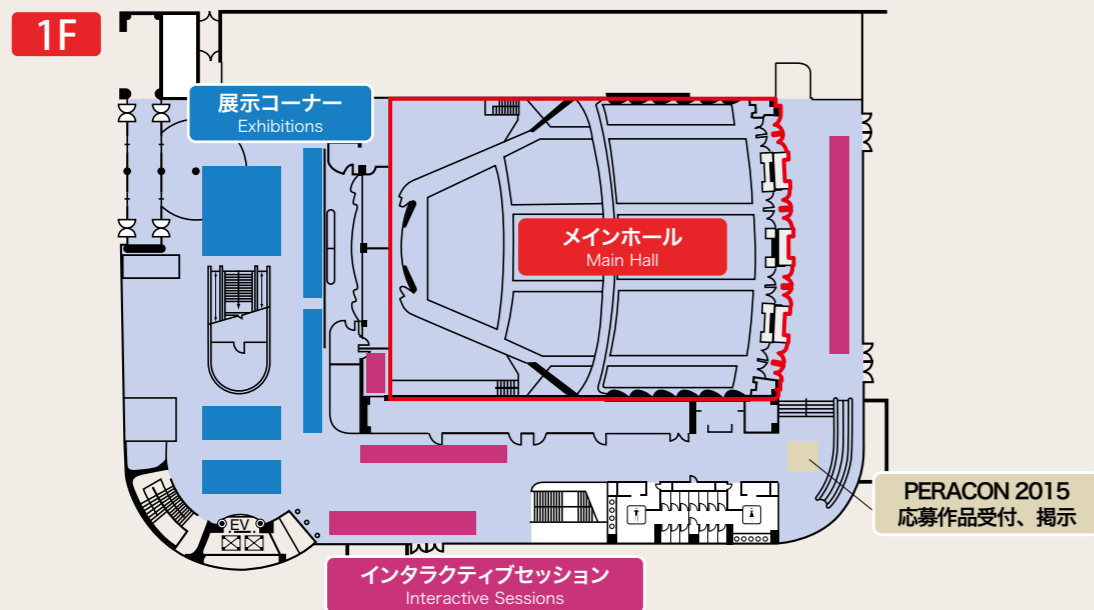 1F
展示コーナー
Exhibitions
メインホール
Main Hall
EV
PERACON 2015
応募作品受付、掲示
インタラクティブセッション
Interactive Sessions